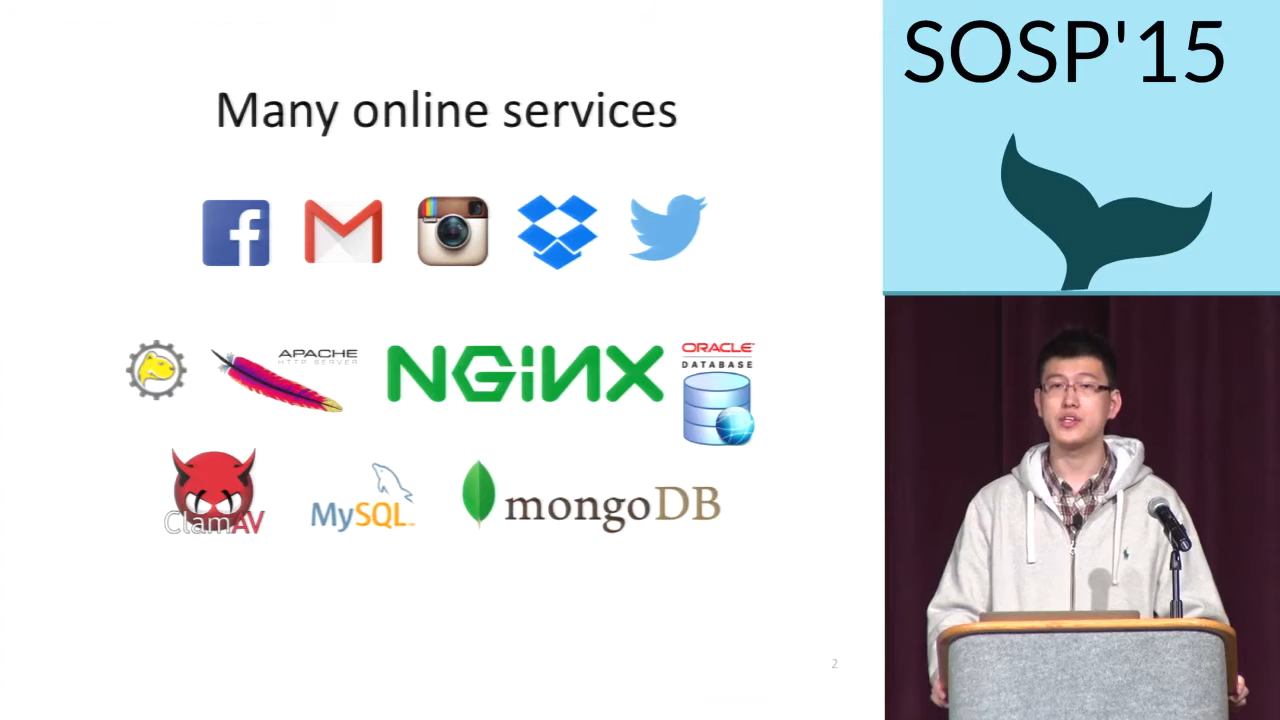 Many online services
SOSP'15
f
APACHE
HTTP SERVER
NGiNX
ORACLE
DATABASE
ClamAV
MySQL
mongoDB
2